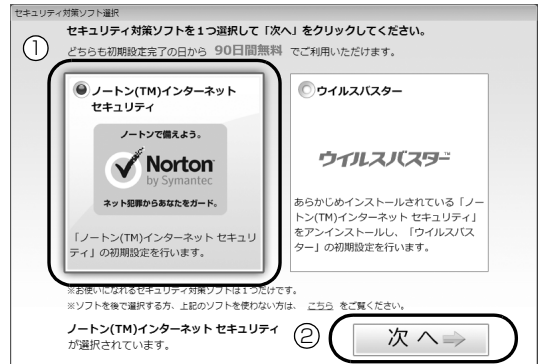 セキュリティ対策ソフト選択
セキュリティ対策ソフトを1つ選択して「次へ」をクリックしてください。
①
どちらも初期設定完了の日から 90日間無料 でご利用いただけます。
ノートン(TM)インターネット
セキュリティ
ノートンで備えよう。
Norton
by Symantec
ネット犯罪からあなたをガード。
「ノートン(TM)インターネット セキュリ
ティ」の初期設定を行います。
ウイルスバスター
ウイルスバスター™
あらかじめインストールされている「ノー
トン(TM)インターネット セキュリティ」
をアンインストールし、「ウイルスバス
ター」の初期設定を行います。
※お使いになれるセキュリティ対策ソフトは1つだけです。
※ソフトを後で選択する方、上記のソフトを使わない方は、 こちら をご覧ください。
ノートン(TM)インターネット セキュリティ
が選択されています。
②
次 へ